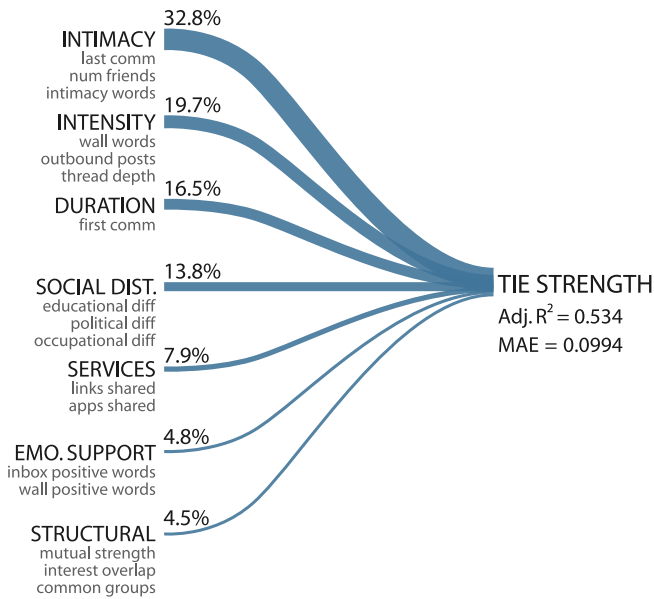 32.8%
INTIMACY
last comm
num friends
intimacy words
19.7%
INTENSITY
wall words
outbound posts
thread depth
16.5%
DURATION
first comm
13.8%
SOCIAL DIST.
educational diff
political diff
occupational diff
7.9%
SERVICES
links shared
apps shared
4.8%
EMO. SUPPORT
inbox positive words
wall positive words
4.5%
STRUCTURAL
mutual strength
interest overlap
common groups
TIE STRENGTH
Adj. R² = 0.534
MAE = 0.0994